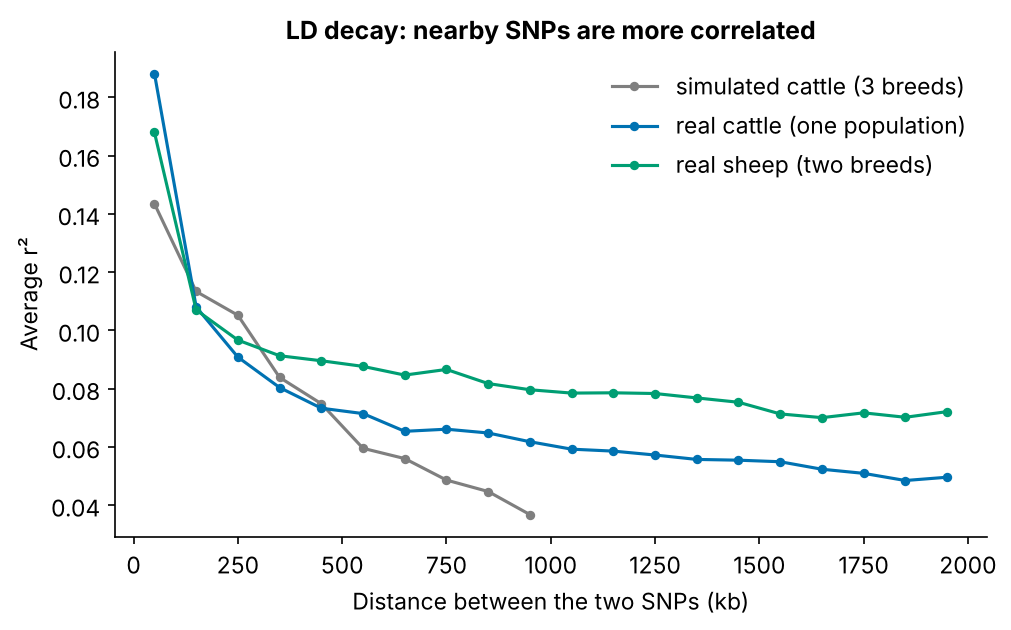 LD decay: nearby SNPs are more correlated
simulated cattle (3 breeds)
real cattle (one population)
real sheep (two breeds)
Average r²
0.18
0.16
0.14
0.12
0.10
0.08
0.06
0.04
0 250 500 750 1000 1250 1500 1750 2000
Distance between the two SNPs (kb)